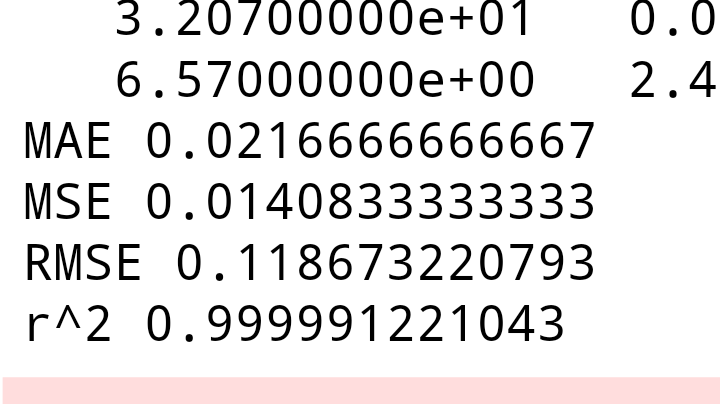 3.20700000e+01   0.0
6.57000000e+00   2.4
MAE 0.0216666666667
MSE 0.0140833333333
RMSE 0.118673220793
r^2 0.999991221043